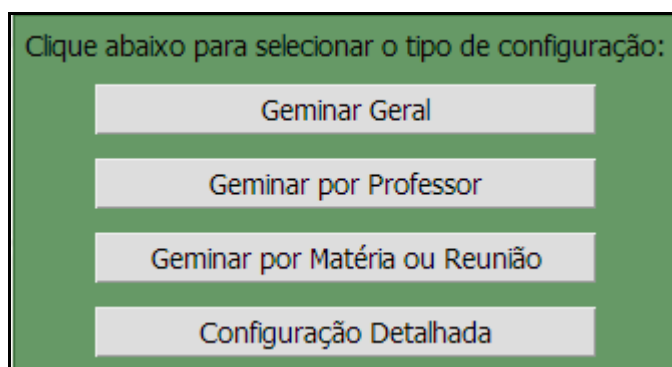 Clique abaixo para selecionar o tipo de configuração:
Geminar Geral
Geminar por Professor
Geminar por Matéria ou Reunião
Configuração Detalhada